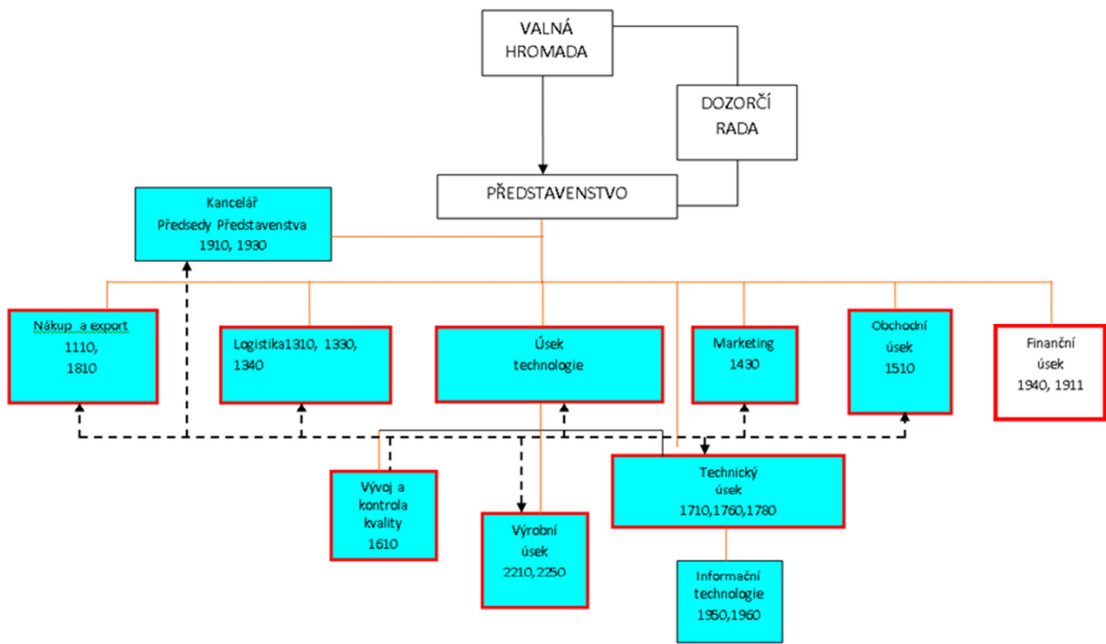 VALNÁ
HROMADA
DOZORČÍ
RADA
PŘEDSTAVENSTVO
Kancelář
Předsedy Představenstva
1910, 1930
Nákup a export
1110,
1810
Logistika1310, 1330,
1340
Úsek
technologie
Marketing
1430
Obchodní
úsek
1510
Finanční
úsek
1940, 1911
Vývoj a
kontrola
kvality
1610
Výrobní
úsek
2210,2250
Technický
úsek
1710,1760,1780
Informační
technologie
1950,1960